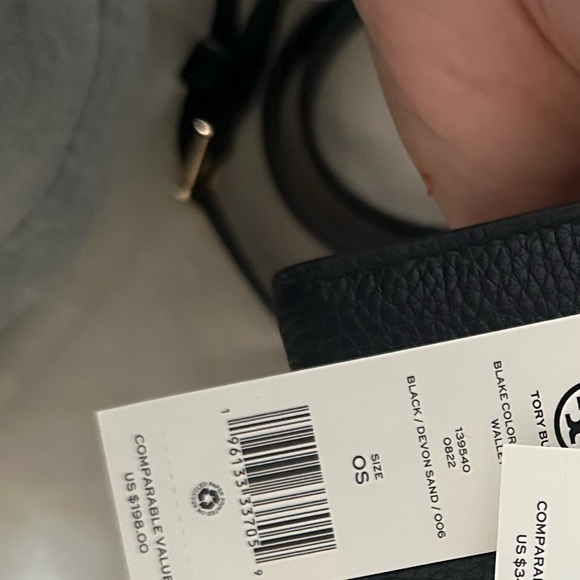 TORY BU
BLAKE COLOR
WALLE
139540
0822
BLACK / DEVON SAND / 006
SIZE
OS
1 96133 33705 9
COMPARABLE VALUE
US $198.00
COMPARA
US $3